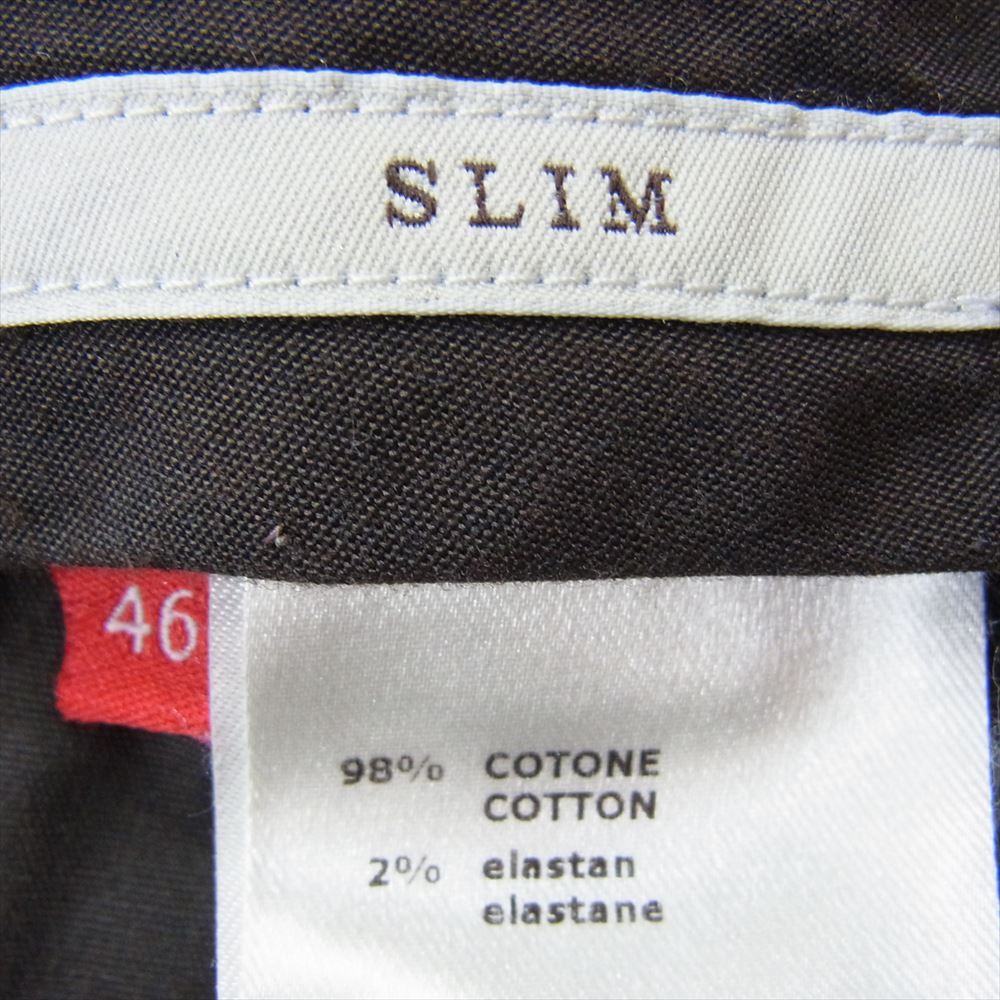 SLIM
46
98% COTONE
COTTON
2% elastan
elastane